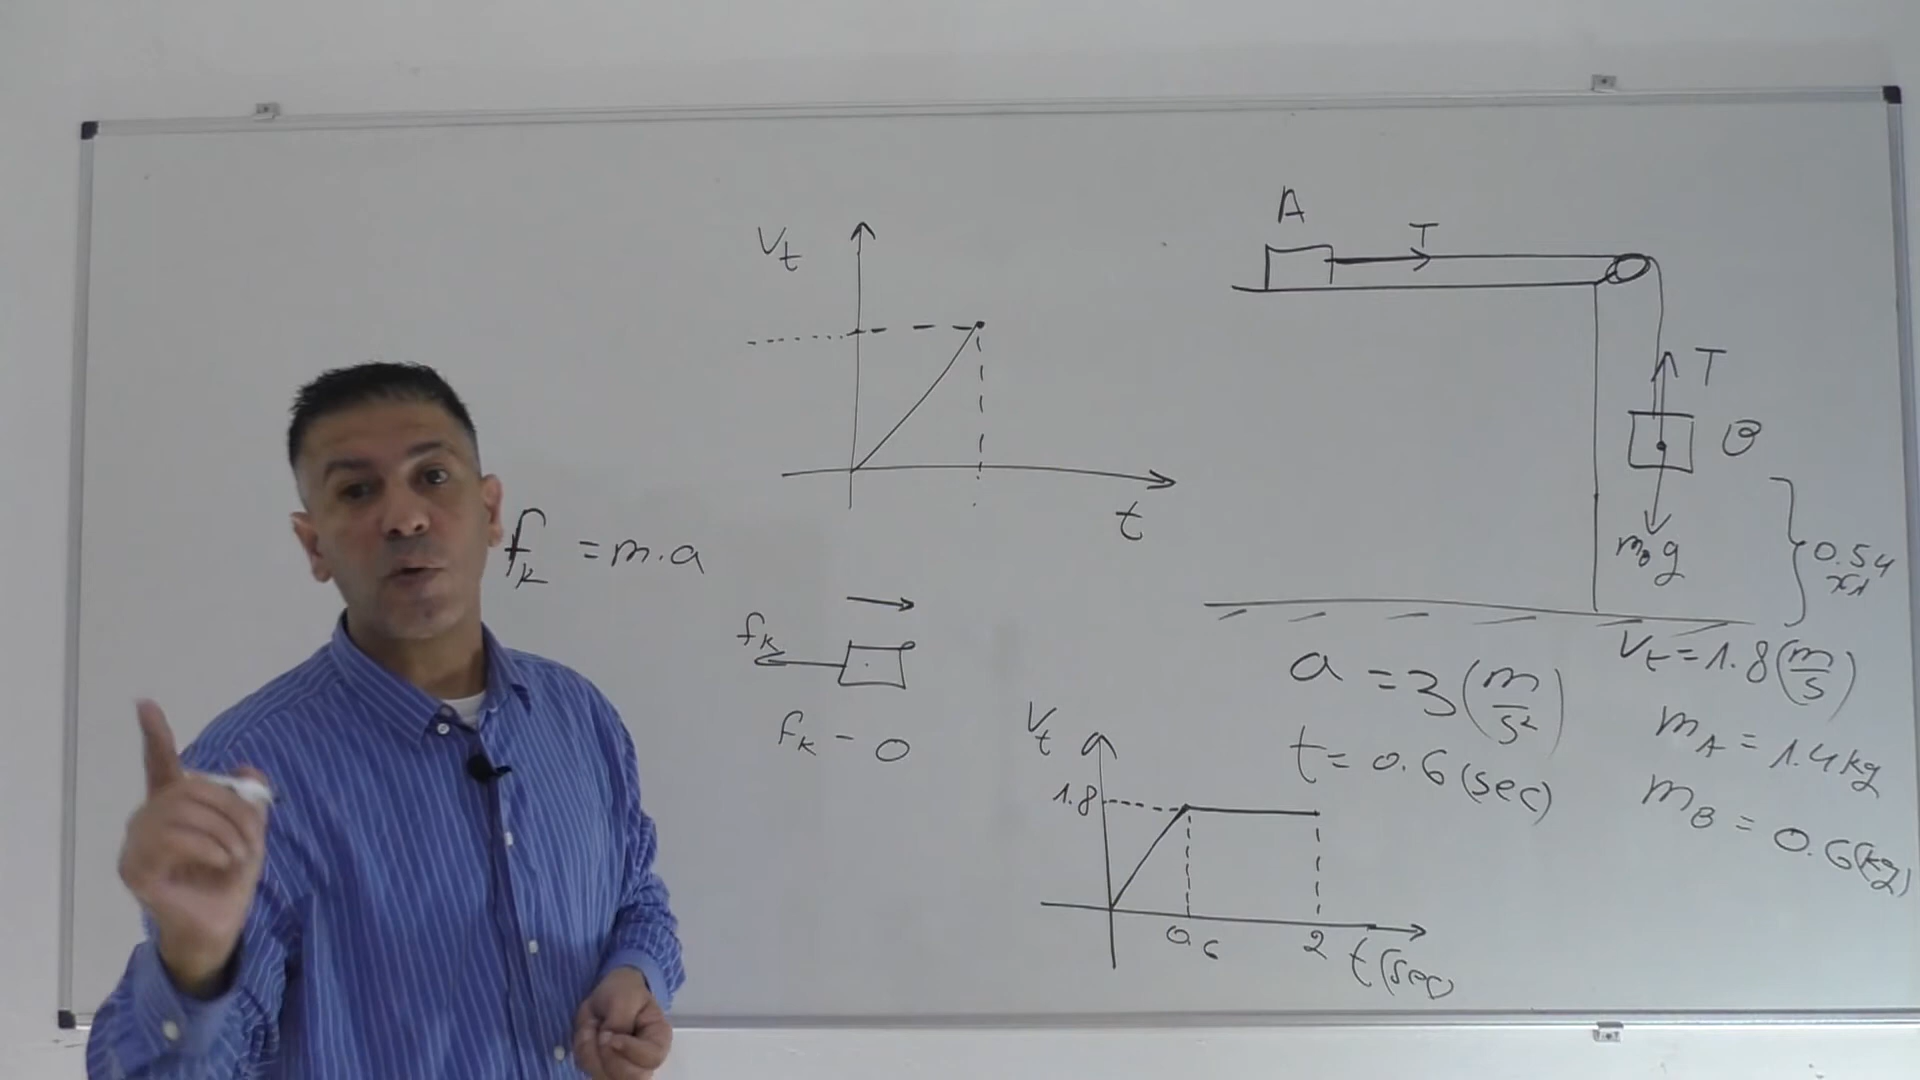 V_t
t
f_k = m·a
f_k
f_k - 0
A
T
T
B
m_B g
0.54
a = 3 (m/s²)
t = 0.6 (sec)
V_t = 1.8 (m/s)
m_A = 1.4 kg
m_B = 0.6 (kg)
V_t
1.8
0.6
2
t (sec)